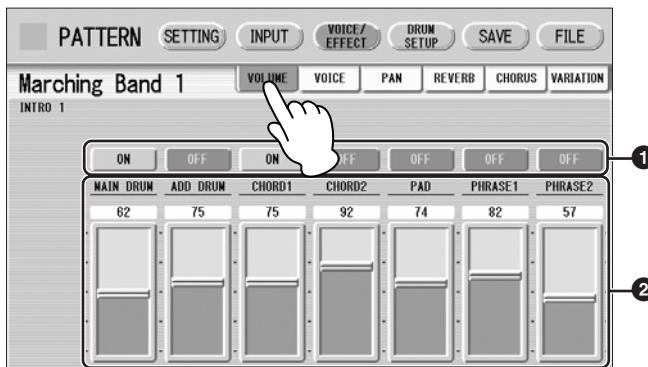 PATTERN SETTING INPUT VOICE/ EFFECT DRUM SETUP SAVE FILE
Marching Band 1 VOLUME VOICE PAN REVERB CHORUS VARIATION
INTRO 1
ON OFF ON OFF OFF OFF OFF 1
MAIN DRUM ADD DRUM CHORD1 CHORD2 PAD PHRASE1 PHRASE2
62 75 75 92 74 82 57
2